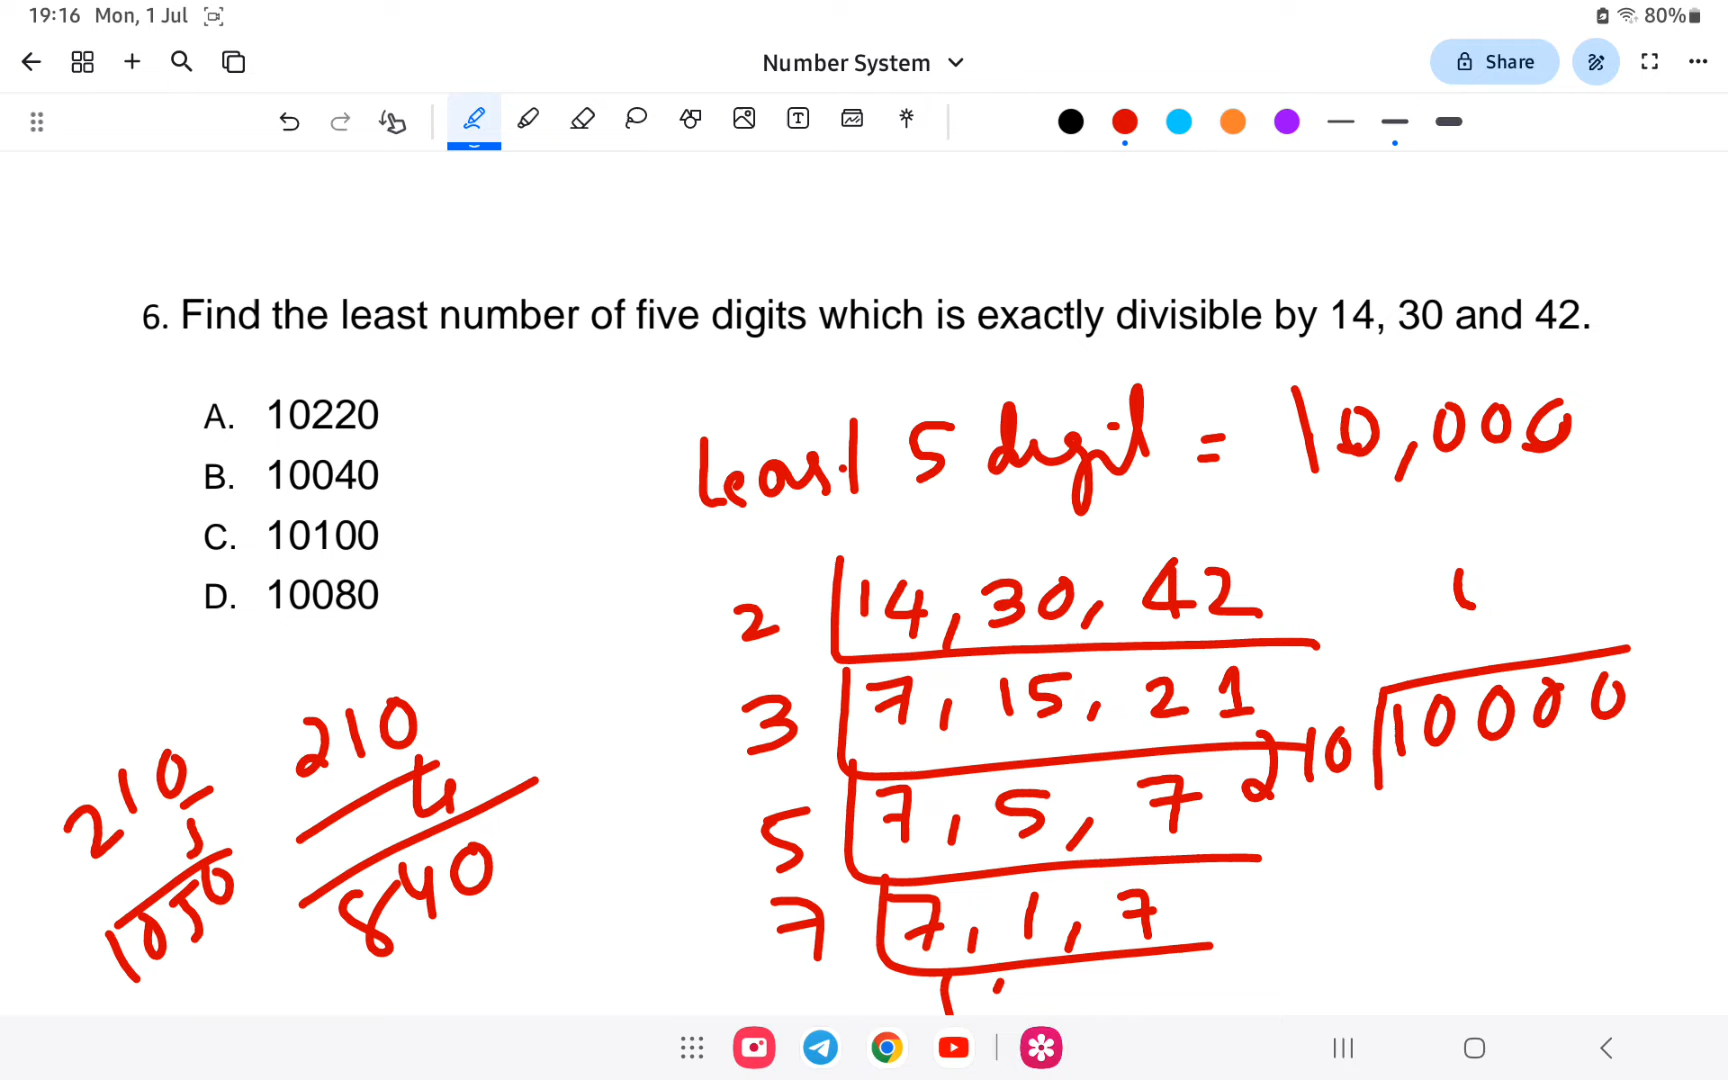 19:16 Mon, 1 Jul
80%
Number System
Share
6. Find the least number of five digits which is exactly divisible by 14, 30 and 42.
A. 10220
B. 10040
C. 10100
D. 10080
Least 5 digit = 10,000
2 14, 30, 42
3 7, 15, 21
5 7, 5, 7
7 7, 1, 7
210 10000
210
4
840
210
5
1050